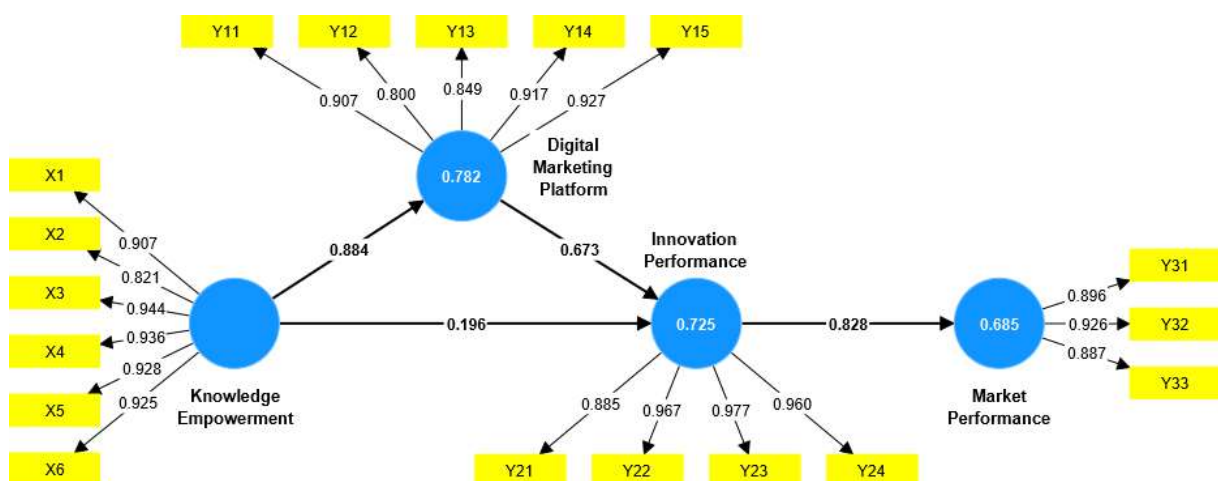 Y11
Y12
Y13
Y14
Y15
0.907
0.800
0.849
0.917
0.927
Digital
Marketing
Platform
0.782
X1
X2
X3
X4
X5
X6
0.907
0.821
0.944
0.936
0.928
0.925
Knowledge
Empowerment
0.884
0.673
0.196
Innovation
Performance
0.725
0.828
0.885
0.967
0.977
0.960
Y21
Y22
Y23
Y24
0.685
Market
Performance
0.896
0.926
0.887
Y31
Y32
Y33